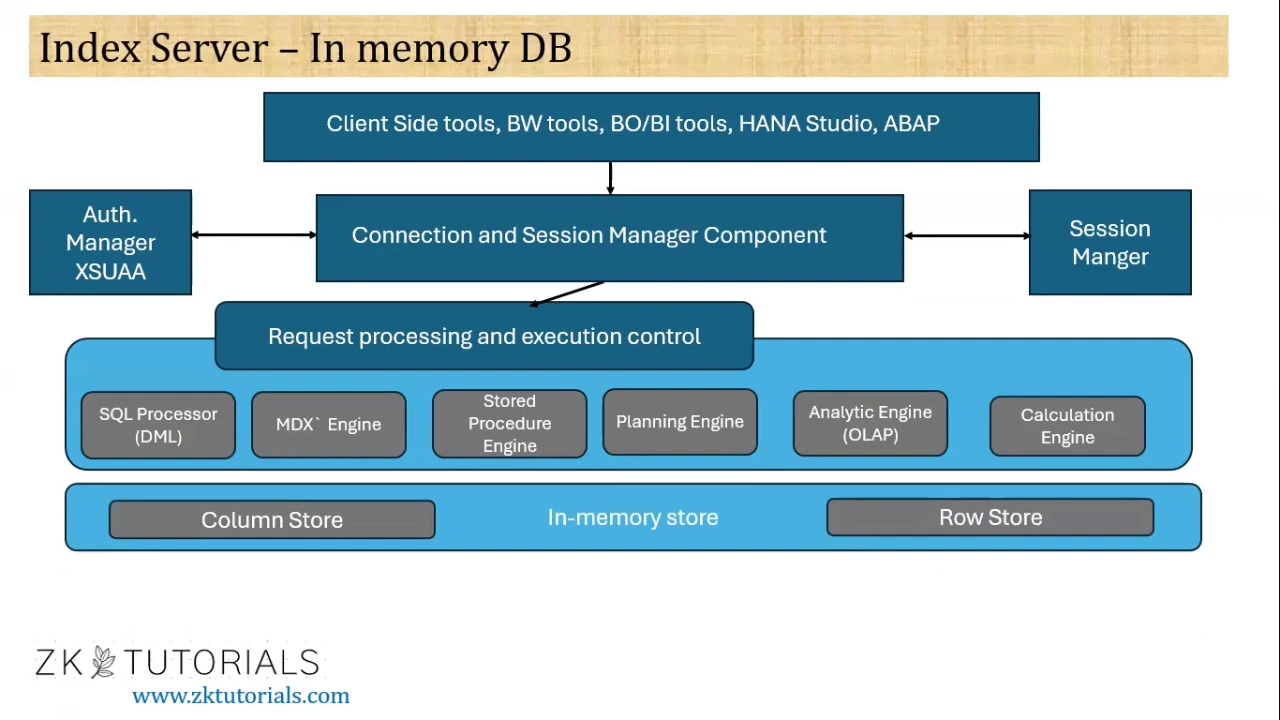 Index Server – In memory DB
Client Side tools, BW tools, BO/BI tools, HANA Studio, ABAP
Auth.
Manager
XSUAA
Connection and Session Manager Component
Session
Manger
Request processing and execution control
SQL Processor
(DML)
MDX` Engine
Stored
Procedure
Engine
Planning Engine
Analytic Engine
(OLAP)
Calculation
Engine
Column Store
In-memory store
Row Store
ZK TUTORIALS
www.zktutorials.com